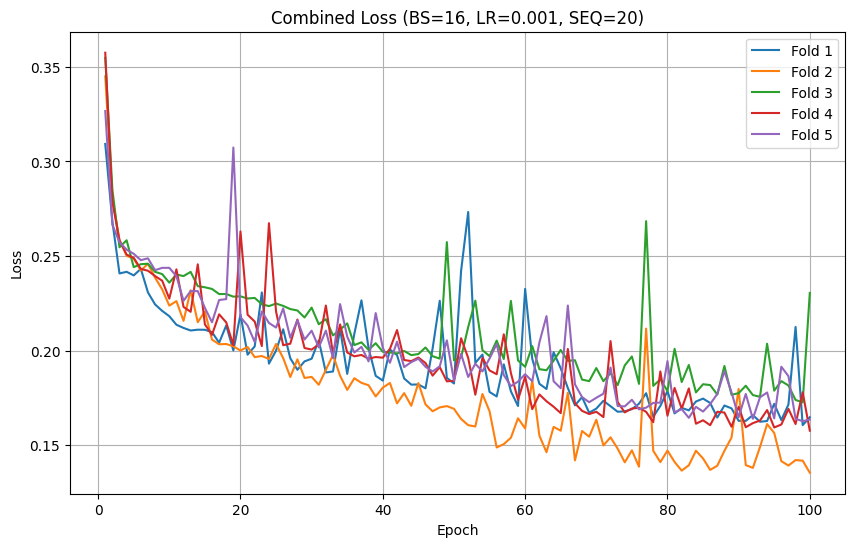 Combined Loss (BS=16, LR=0.001, SEQ=20)
Fold 1
Fold 2
Fold 3
Fold 4
Fold 5
Loss
0.35
0.30
0.25
0.20
0.15
0
20
40
60
80
100
Epoch